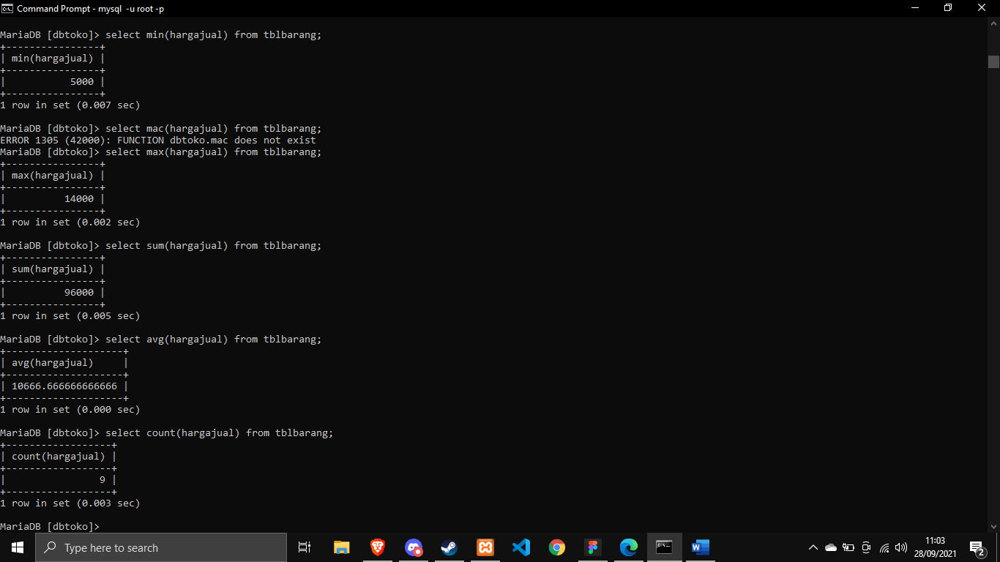 Command Prompt - mysql  -u root -p
MariaDB [dbtoko]> select min(hargajual) from tblbarang;
+----------------+
| min(hargajual) |
+----------------+
|           5000 |
+----------------+
1 row in set (0.007 sec)
MariaDB [dbtoko]> select mac(hargajual) from tblbarang;
ERROR 1305 (42000): FUNCTION dbtoko.mac does not exist
MariaDB [dbtoko]> select max(hargajual) from tblbarang;
+----------------+
| max(hargajual) |
+----------------+
|          14000 |
+----------------+
1 row in set (0.002 sec)
MariaDB [dbtoko]> select sum(hargajual) from tblbarang;
+----------------+
| sum(hargajual) |
+----------------+
|          96000 |
+----------------+
1 row in set (0.005 sec)
MariaDB [dbtoko]> select avg(hargajual) from tblbarang;
+--------------------+
| avg(hargajual)     |
+--------------------+
| 10666.666666666666 |
+--------------------+
1 row in set (0.000 sec)
MariaDB [dbtoko]> select count(hargajual) from tblbarang;
+------------------+
| count(hargajual) |
+------------------+
|                9 |
+------------------+
1 row in set (0.003 sec)
MariaDB [dbtoko]>
Type here to search
11:03
28/09/2021
2